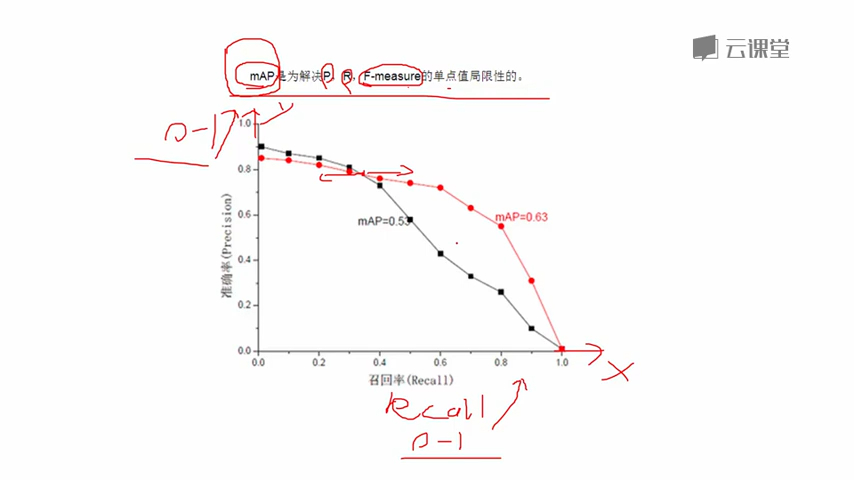 云课堂
mAP是为解决P，R，F-measure的单点值局限性的。
P R
0-1
1.0
0.8
0.6
0.4
0.2
0.0
准确率(Precision)
mAP=0.53
mAP=0.63
0.0 0.2 0.4 0.6 0.8 1.0
召回率(Recall)
X
Recall
0-1